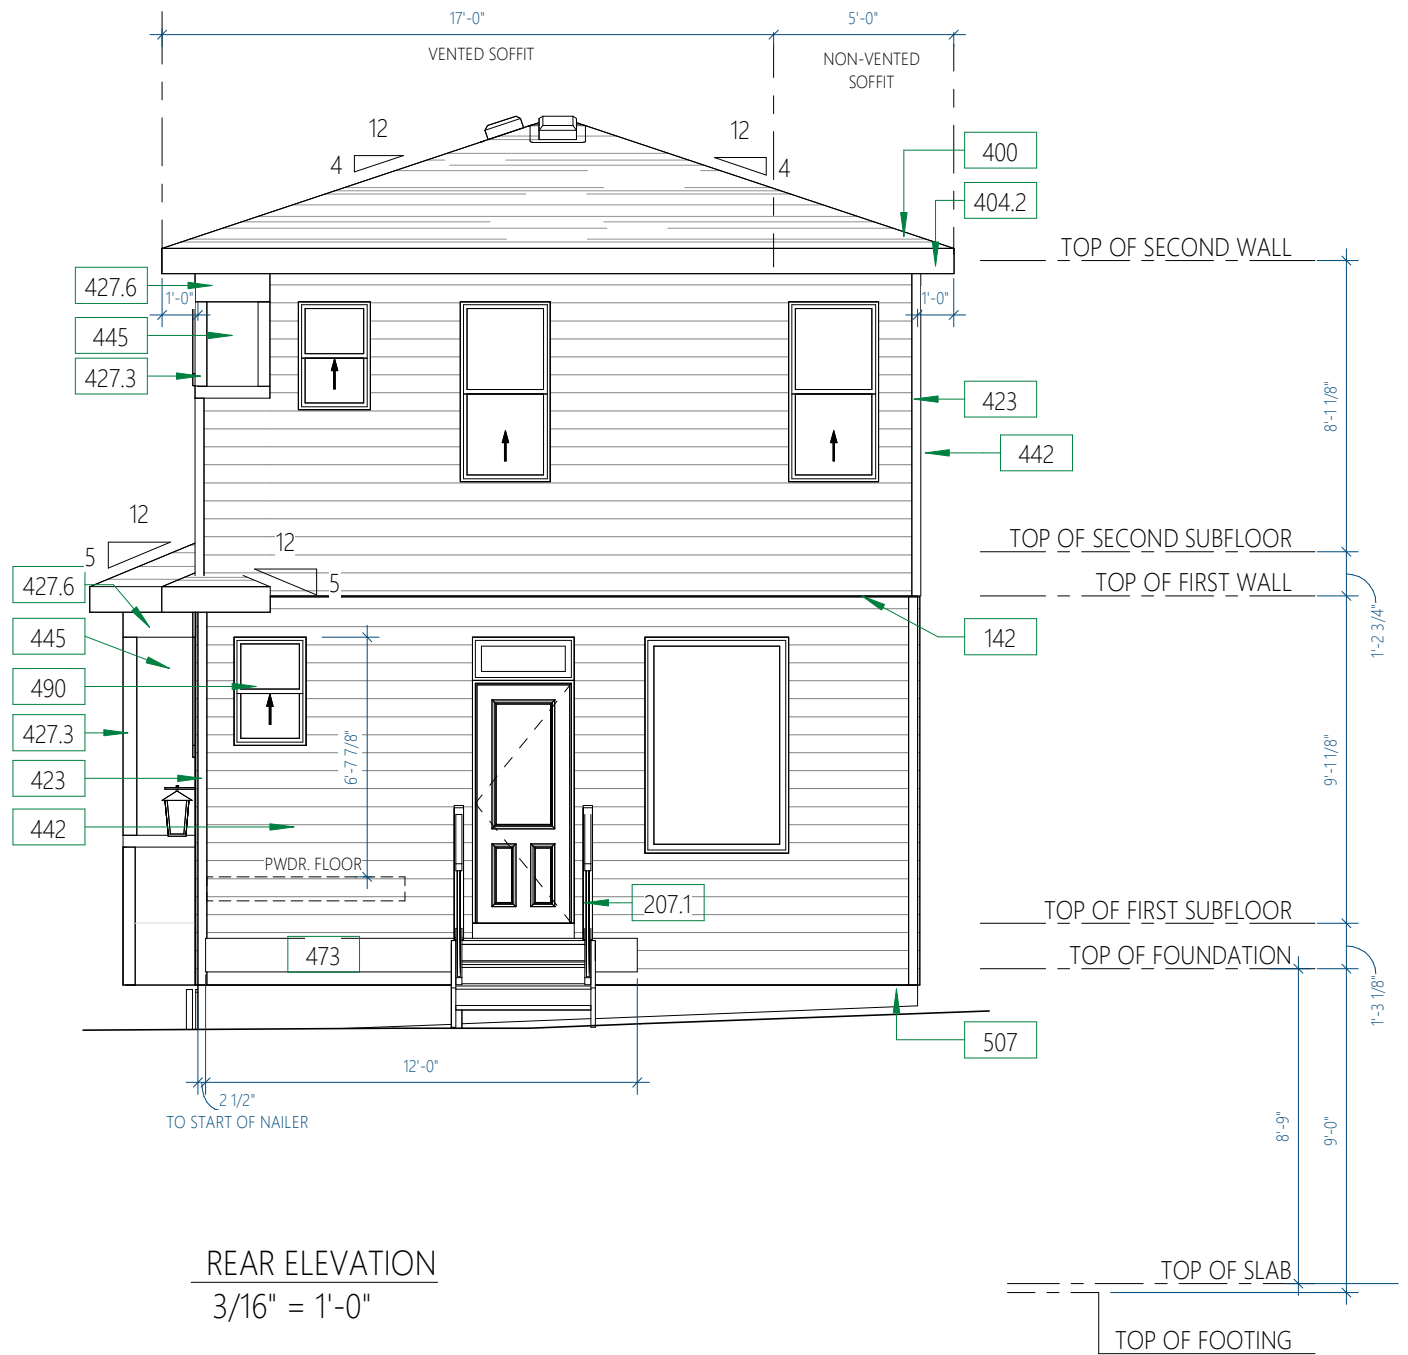 17'-0"
5'-0"
VENTED SOFFIT
NON-VENTED
SOFFIT
12
4
12
4
400
404.2
TOP OF SECOND WALL
427.6
1'-0"
1'-0"
445
427.3
423
8'-1 1/8"
442
12
5
12
5
TOP OF SECOND SUBFLOOR
TOP OF FIRST WALL
427.6
1'-2 3/4"
445
142
490
427.3
6'-7 7/8"
9'-1 1/8"
423
442
PWDR. FLOOR
207.1
TOP OF FIRST SUBFLOOR
473
TOP OF FOUNDATION
1'-3 1/8"
507
12'-0"
2 1/2"
TO START OF NAILER
8'-9"
9'-0"
REAR ELEVATION
3/16" = 1'-0"
TOP OF SLAB
TOP OF FOOTING